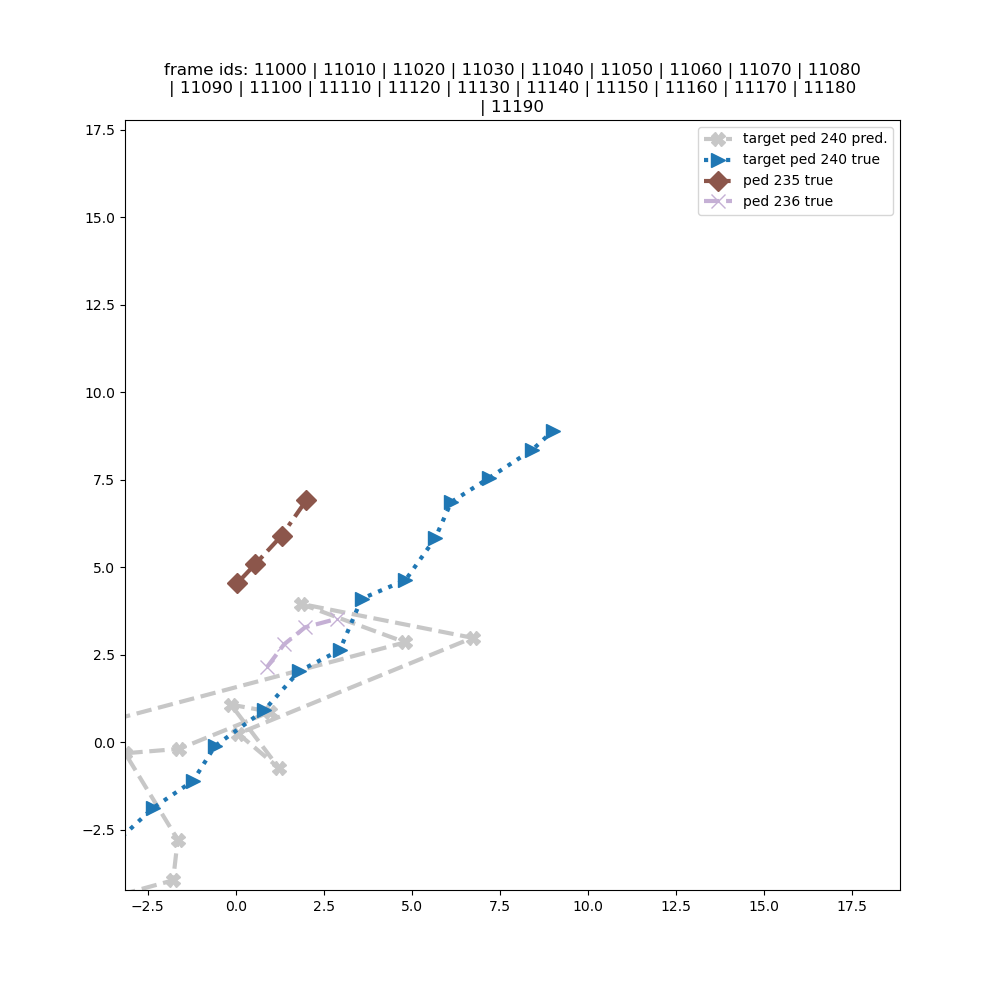 frame ids: 11000 | 11010 | 11020 | 11030 | 11040 | 11050 | 11060 | 11070 | 11080
| 11090 | 11100 | 11110 | 11120 | 11130 | 11140 | 11150 | 11160 | 11170 | 11180
| 11190
target ped 240 pred.
target ped 240 true
ped 235 true
ped 236 true
17.5
15.0
12.5
10.0
7.5
5.0
2.5
0.0
−2.5
−2.5 0.0 2.5 5.0 7.5 10.0 12.5 15.0 17.5